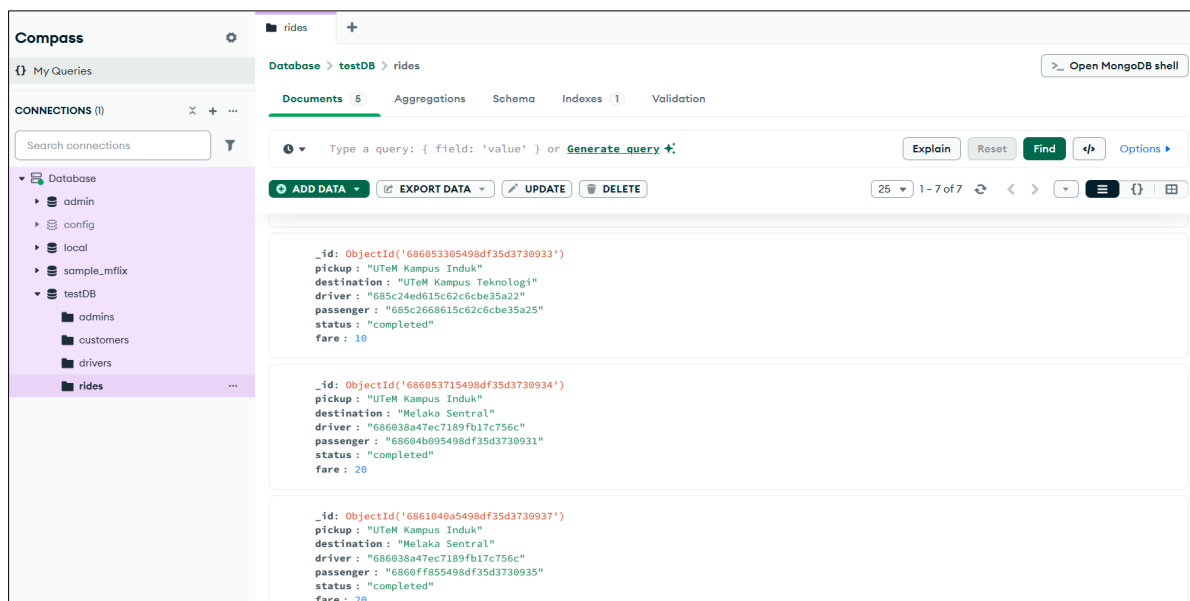 Compass
{} My Queries
CONNECTIONS (1)
Search connections
Database
admin
config
local
sample_mflix
testDB
admins
customers
drivers
rides
rides
Database > testDB > rides
>_ Open MongoDB shell
Documents 5 Aggregations Schema Indexes 1 Validation
Type a query: { field: 'value' } or Generate query
Explain Reset Find </> Options
ADD DATA EXPORT DATA UPDATE DELETE
25 1 – 7 of 7 {}
_id: ObjectId('686053305498df35d3730933')
pickup : "UTeM Kampus Induk"
destination : "UTeM Kampus Teknologi"
driver : "685c24ed615c62c6cbe35a22"
passenger : "685c2668615c62c6cbe35a25"
status : "completed"
fare : 10
_id: ObjectId('686053715498df35d3730934')
pickup : "UTeM Kampus Induk"
destination : "Melaka Sentral"
driver : "686038a47ec7189fb17c756c"
passenger : "68604b095498df35d3730931"
status : "completed"
fare : 20
_id: ObjectId('6861040a5498df35d3730937')
pickup : "UTeM Kampus Induk"
destination : "Melaka Sentral"
driver : "686038a47ec7189fb17c756c"
passenger : "6860ff855498df35d3730935"
status : "completed"
fare : 20